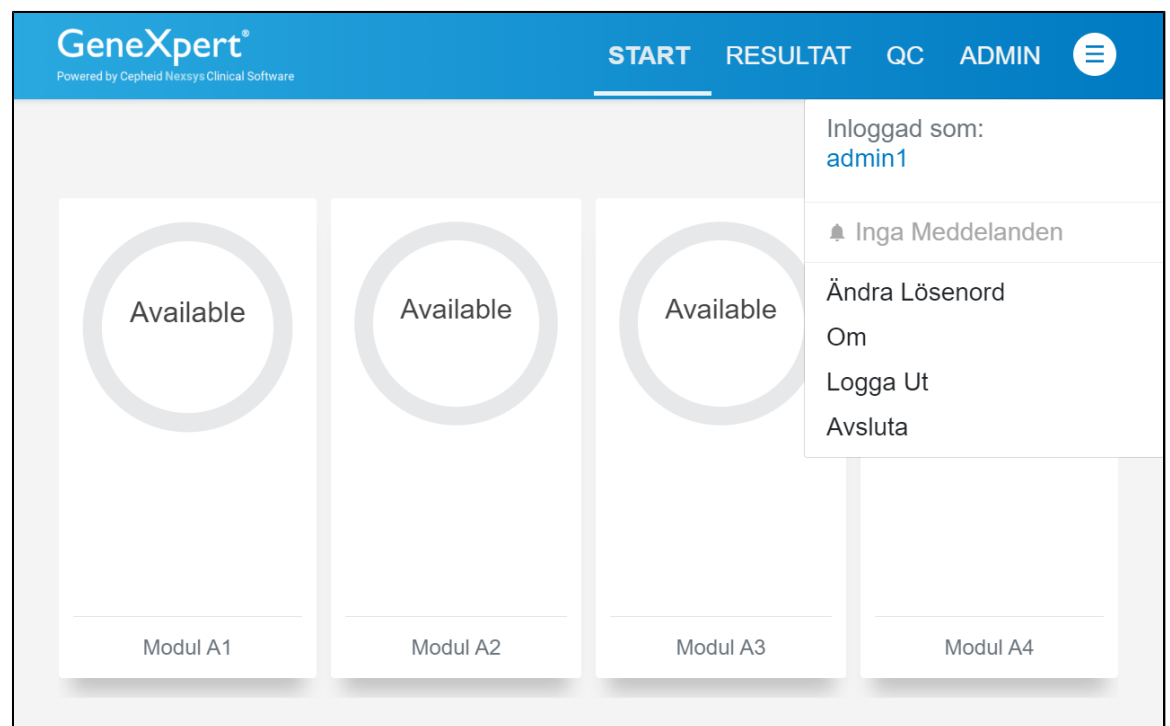 GeneXpert®
Powered by Cepheid Nexsys Clinical Software
START RESULTAT QC ADMIN
Inloggad som:
admin1
Inga Meddelanden
Ändra Lösenord
Om
Logga Ut
Avsluta
Available Available Available
Modul A1 Modul A2 Modul A3 Modul A4